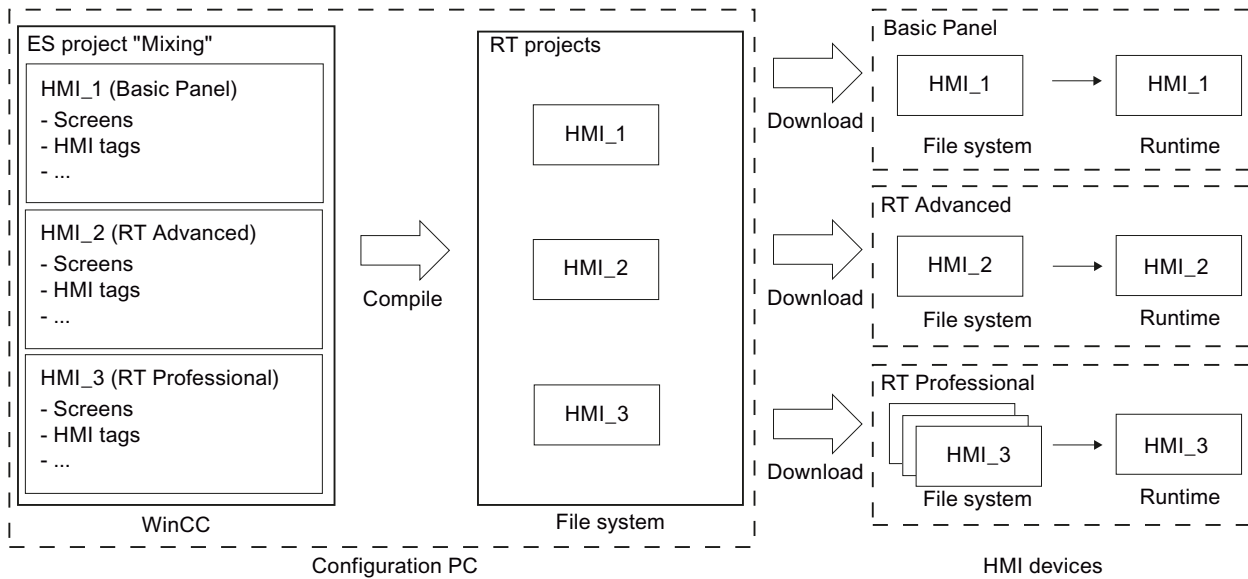 ES project "Mixing"
HMI_1 (Basic Panel)
- Screens
- HMI tags
- ...
HMI_2 (RT Advanced)
- Screens
- HMI tags
- ...
HMI_3 (RT Professional)
- Screens
- HMI tags
- ...
WinCC
Compile
RT projects
HMI_1
HMI_2
HMI_3
File system
Configuration PC
Download
Download
Download
Basic Panel
HMI_1
HMI_1
File system
Runtime
RT Advanced
HMI_2
HMI_2
File system
Runtime
RT Professional
HMI_3
HMI_3
File system
Runtime
HMI devices